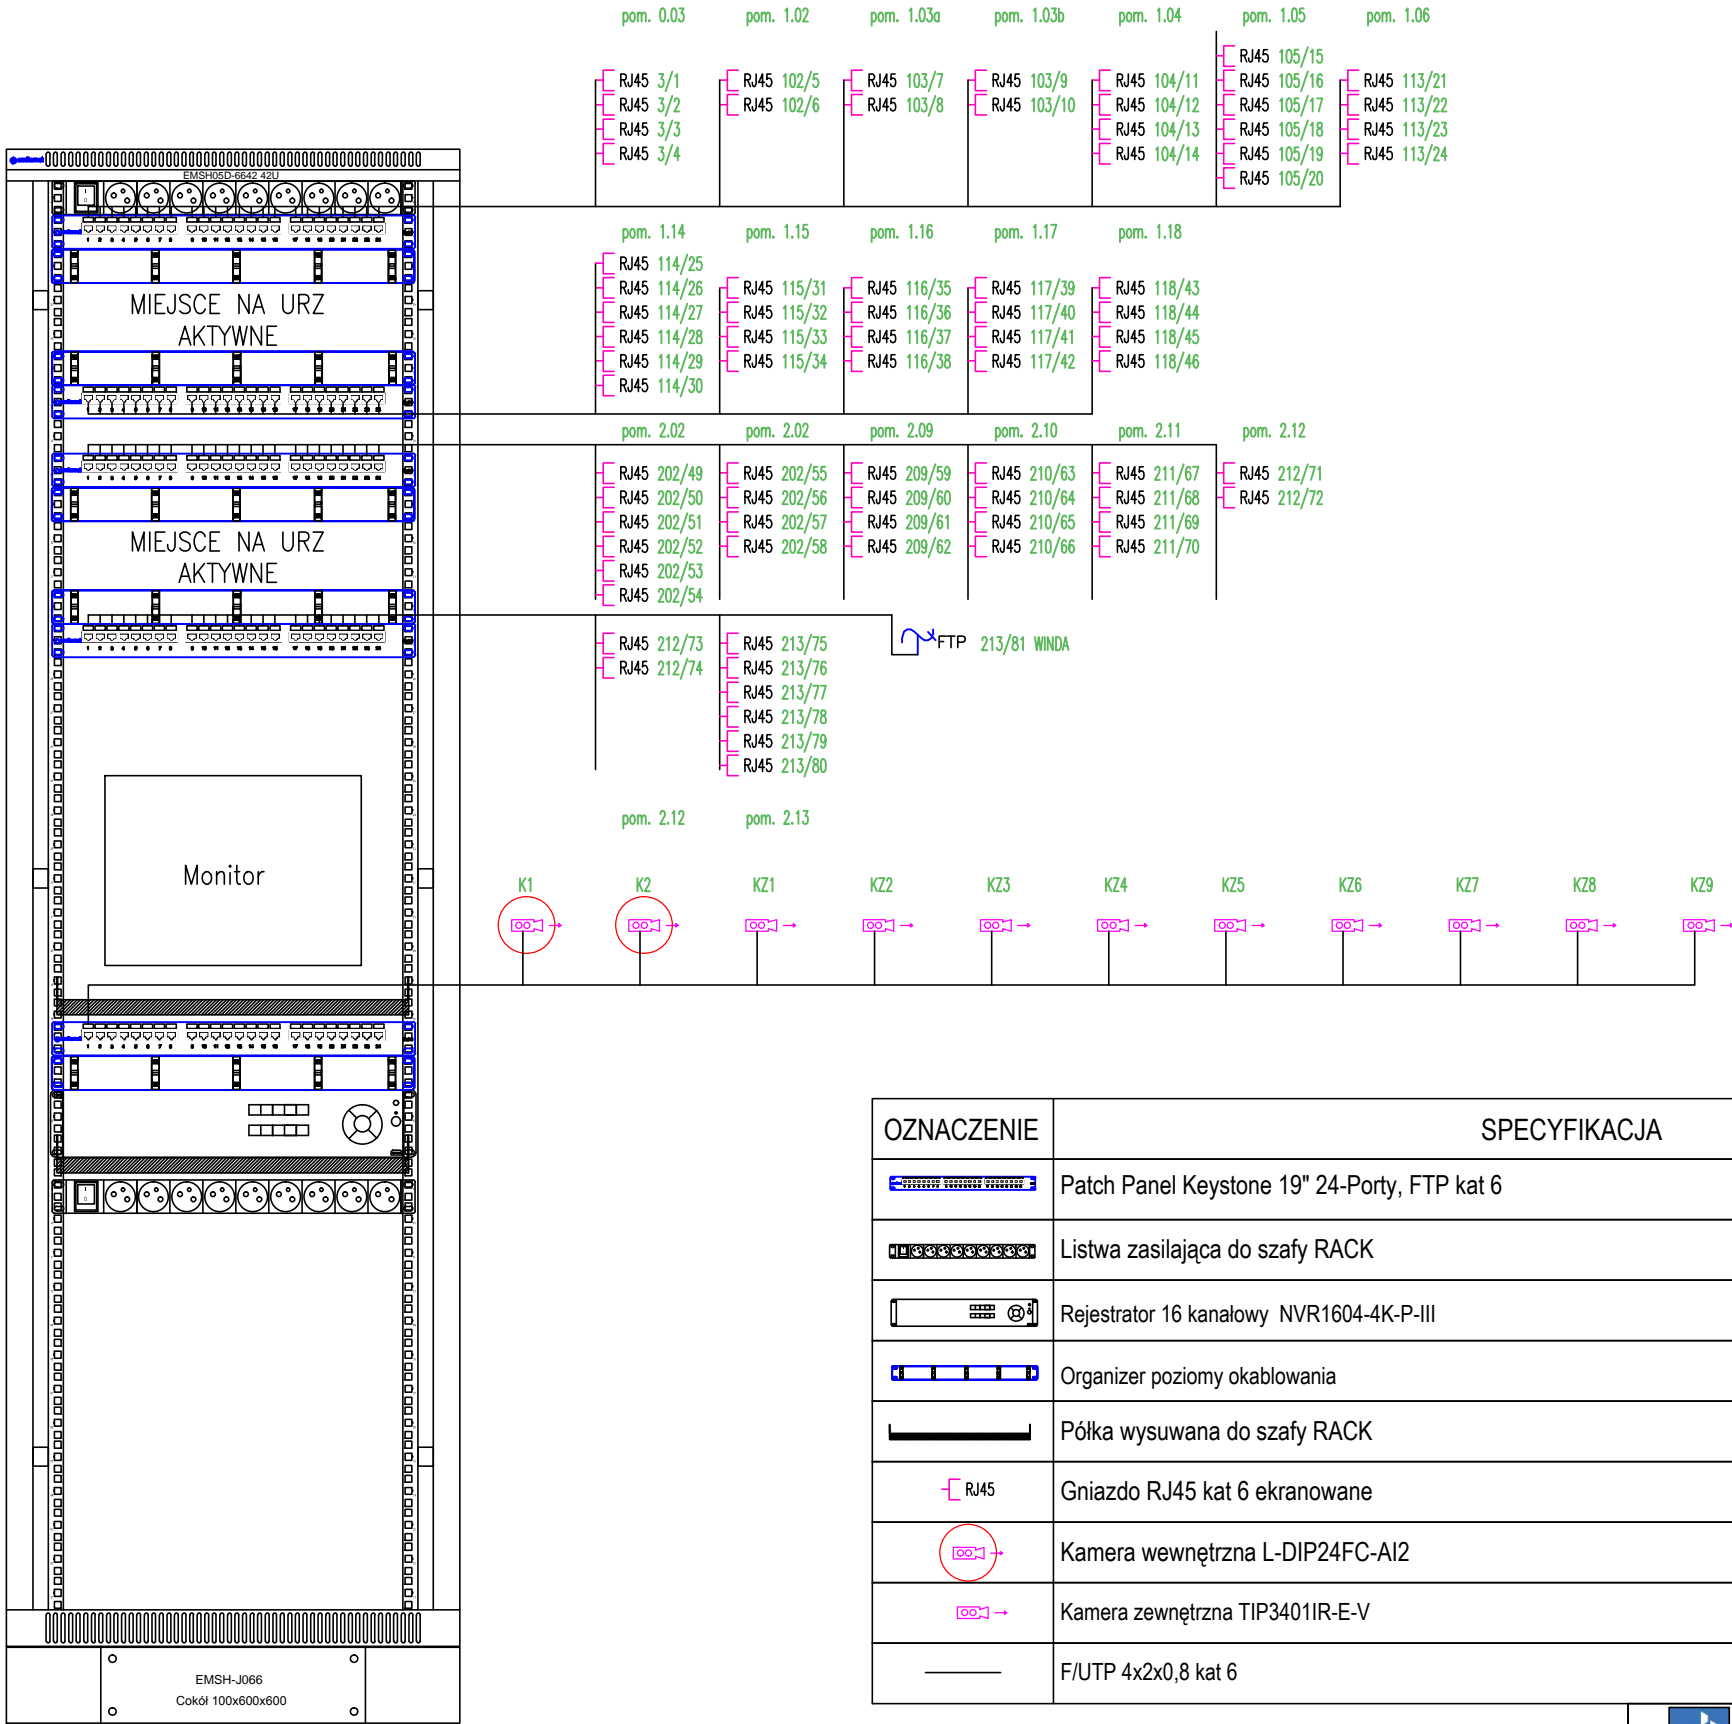 pom. 0.03 pom. 1.02 pom. 1.03a pom. 1.03b pom. 1.04 pom. 1.05 pom. 1.06
RJ45 105/15
RJ45 3/1 RJ45 102/5 RJ45 103/7 RJ45 103/9 RJ45 104/11 RJ45 105/16 RJ45 113/21
RJ45 3/2 RJ45 102/6 RJ45 103/8 RJ45 103/10 RJ45 104/12 RJ45 105/17 RJ45 113/22
RJ45 3/3 RJ45 104/13 RJ45 105/18 RJ45 113/23
RJ45 3/4 RJ45 104/14 RJ45 105/19 RJ45 113/24
RJ45 105/20
EMSH05D-6642 42U
pom. 1.14 pom. 1.15 pom. 1.16 pom. 1.17 pom. 1.18
RJ45 114/25
RJ45 114/26 RJ45 115/31 RJ45 116/35 RJ45 117/39 RJ45 118/43
RJ45 114/27 RJ45 115/32 RJ45 116/36 RJ45 117/40 RJ45 118/44
RJ45 114/28 RJ45 115/33 RJ45 116/37 RJ45 117/41 RJ45 118/45
RJ45 114/29 RJ45 115/34 RJ45 116/38 RJ45 117/42 RJ45 118/46
RJ45 114/30
MIEJSCE NA URZ
AKTYWNE
pom. 2.02 pom. 2.02 pom. 2.09 pom. 2.10 pom. 2.11 pom. 2.12
RJ45 202/49 RJ45 202/55 RJ45 209/59 RJ45 210/63 RJ45 211/67 RJ45 212/71
RJ45 202/50 RJ45 202/56 RJ45 209/60 RJ45 210/64 RJ45 211/68 RJ45 212/72
RJ45 202/51 RJ45 202/57 RJ45 209/61 RJ45 210/65 RJ45 211/69
RJ45 202/52 RJ45 202/58 RJ45 209/62 RJ45 210/66 RJ45 211/70
RJ45 202/53
RJ45 202/54
MIEJSCE NA URZ
AKTYWNE
RJ45 212/73 RJ45 213/75 FTP 213/81 WINDA
RJ45 212/74 RJ45 213/76
RJ45 213/77
RJ45 213/78
RJ45 213/79
RJ45 213/80
pom. 2.12 pom. 2.13
Monitor
K1 K2 KZ1 KZ2 KZ3 KZ4 KZ5 KZ6 KZ7 KZ8 KZ9
OZNACZENIE SPECYFIKACJA
Patch Panel Keystone 19" 24-Porty, FTP kat 6
Listwa zasilająca do szafy RACK
Rejestrator 16 kanałowy NVR1604-4K-P-III
Organizer poziomy okablowania
Półka wysuwana do szafy RACK
RJ45 Gniazdo RJ45 kat 6 ekranowane
Kamera wewnętrzna L-DIP24FC-AI2
Kamera zewnętrzna TIP3401IR-E-V
F/UTP 4x2x0,8 kat 6
EMSH-J066
Cokół 100x600x600